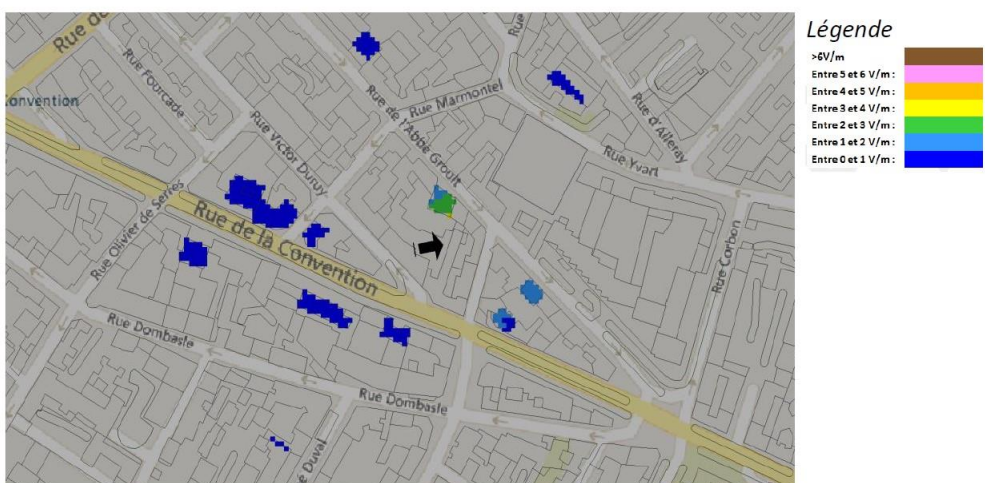 Rue de
Légende
>6V/m
Entre 5 et 6 V/m :
Entre 4 et 5 V/m :
Entre 3 et 4 V/m :
Entre 2 et 3 V/m :
Entre 1 et 2 V/m :
Entre 0 et 1 V/m :
Rue
Rue Fourcade
onvention
Rue Marmontel
Rue de l'Abbé Groult
Rue Victor Duruy
Rue d'Alleray
Rue Yvart
Rue Olivier de Serres
Rue de la Convention
Rue Corbon
Rue Dombasle
Rue Dombasle
Duval